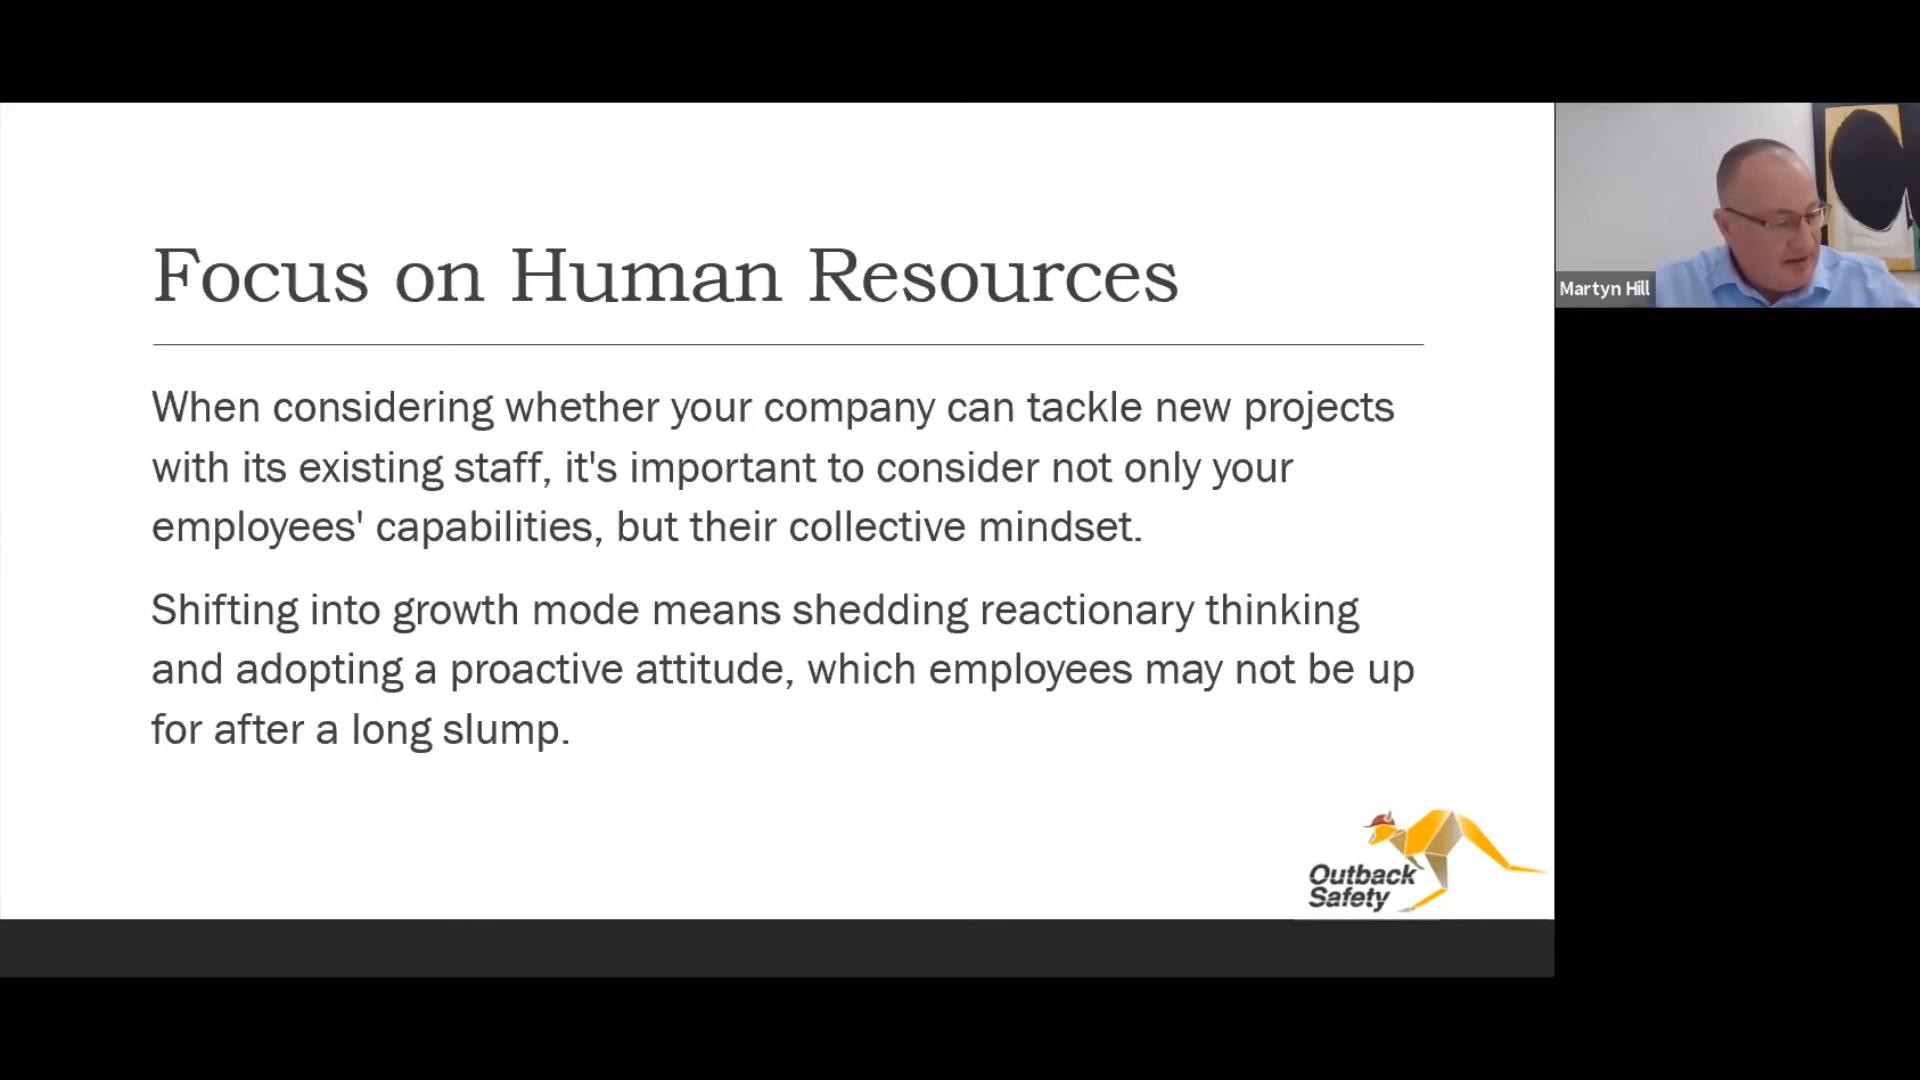 Focus on Human Resources
When considering whether your company can tackle new projects
with its existing staff, it's important to consider not only your
employees' capabilities, but their collective mindset.
Shifting into growth mode means shedding reactionary thinking
and adopting a proactive attitude, which employees may not be up
for after a long slump.
Outback
Safety
Martyn Hill